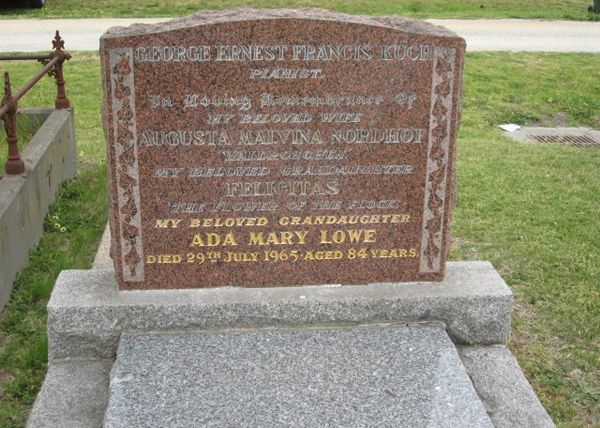 GEORGE ERNEST FRANCIS KUCH
PIANIST.
In Loving Remembrance Of
MY BELOVED WIFE
AUGUSTA MALVINA NORDHOF
MY BELOVED GRANDAUGHTER
FELICITAS
THE FLOWER OF THE FLOCK.
MY BELOVED GRANDAUGHTER
ADA MARY LOWE
DIED 29TH JULY 1965 AGED 84 YEARS.